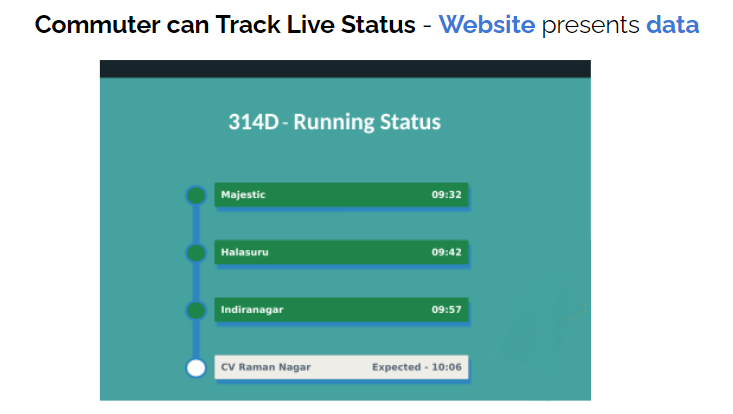 Commuter can Track Live Status - Website presents data
314D - Running Status
Majestic 09:32
Halasuru 09:42
Indiranagar 09:57
CV Raman Nagar Expected - 10:06